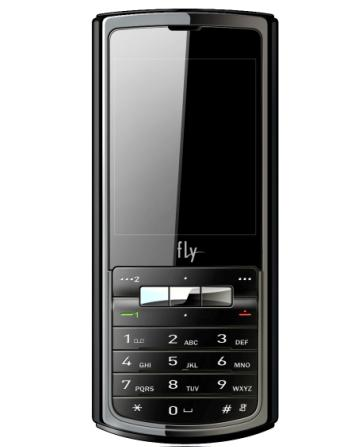 fly
2
1
1 2 ABC 3 DEF
4 GHI 5 JKL 6 MNO
7 PQRS 8 TUV 9 WXYZ
* 0 #